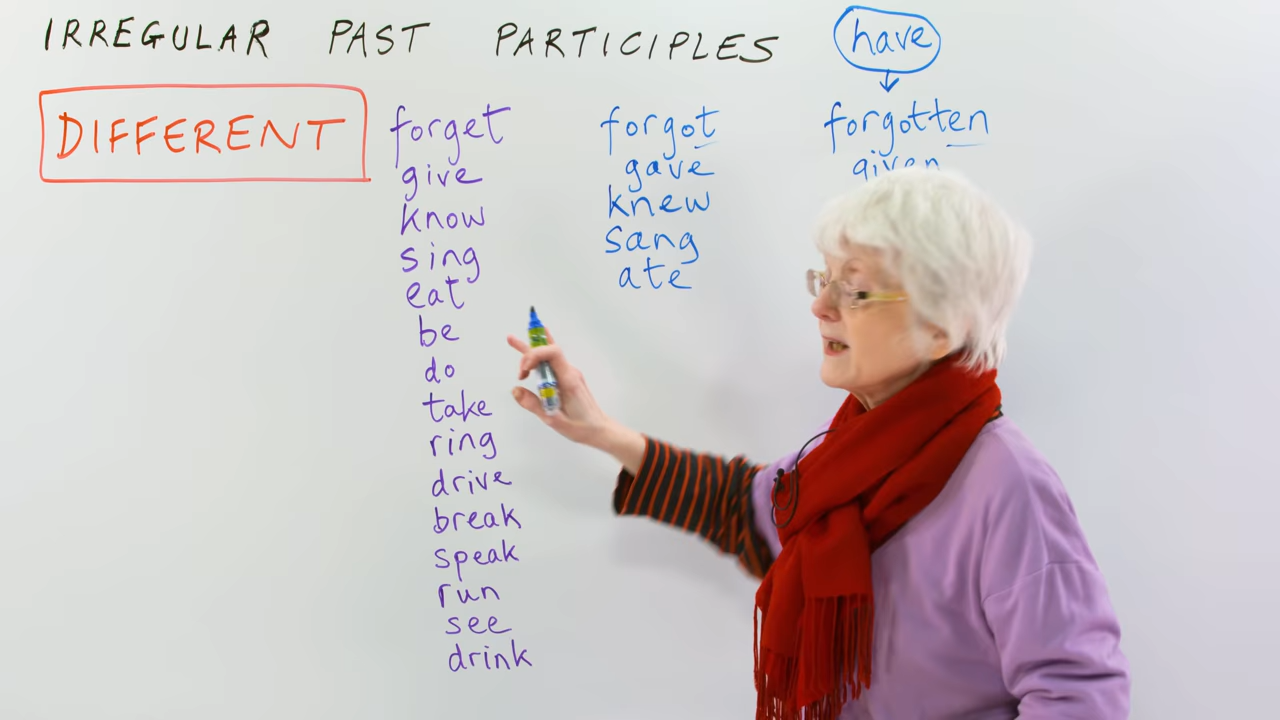 IRREGULAR PAST PARTICIPLES have
DIFFERENT forget forgot forgotten
give gave given
know knew
sing sang
eat ate
be
do
take
ring
drive
break
speak
run
see
drink